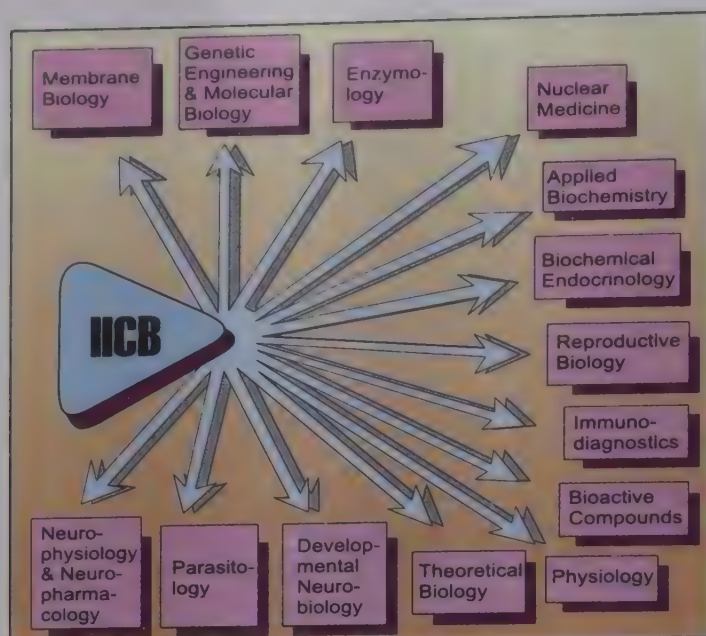 Membrane
Biology
Genetic
Engineering
& Molecular
Biology
Enzymo-
logy
Nuclear
Medicine
Applied
Biochemistry
Biochemical
Endocrinology
Reproductive
Biology
Immuno-
diagnostics
Bioactive
Compounds
Physiology
IICB
Neuro-
physiology
& Neuro-
pharma-
cology
Parasito-
logy
Develop-
mental
Neuro-
biology
Theoretical
Biology